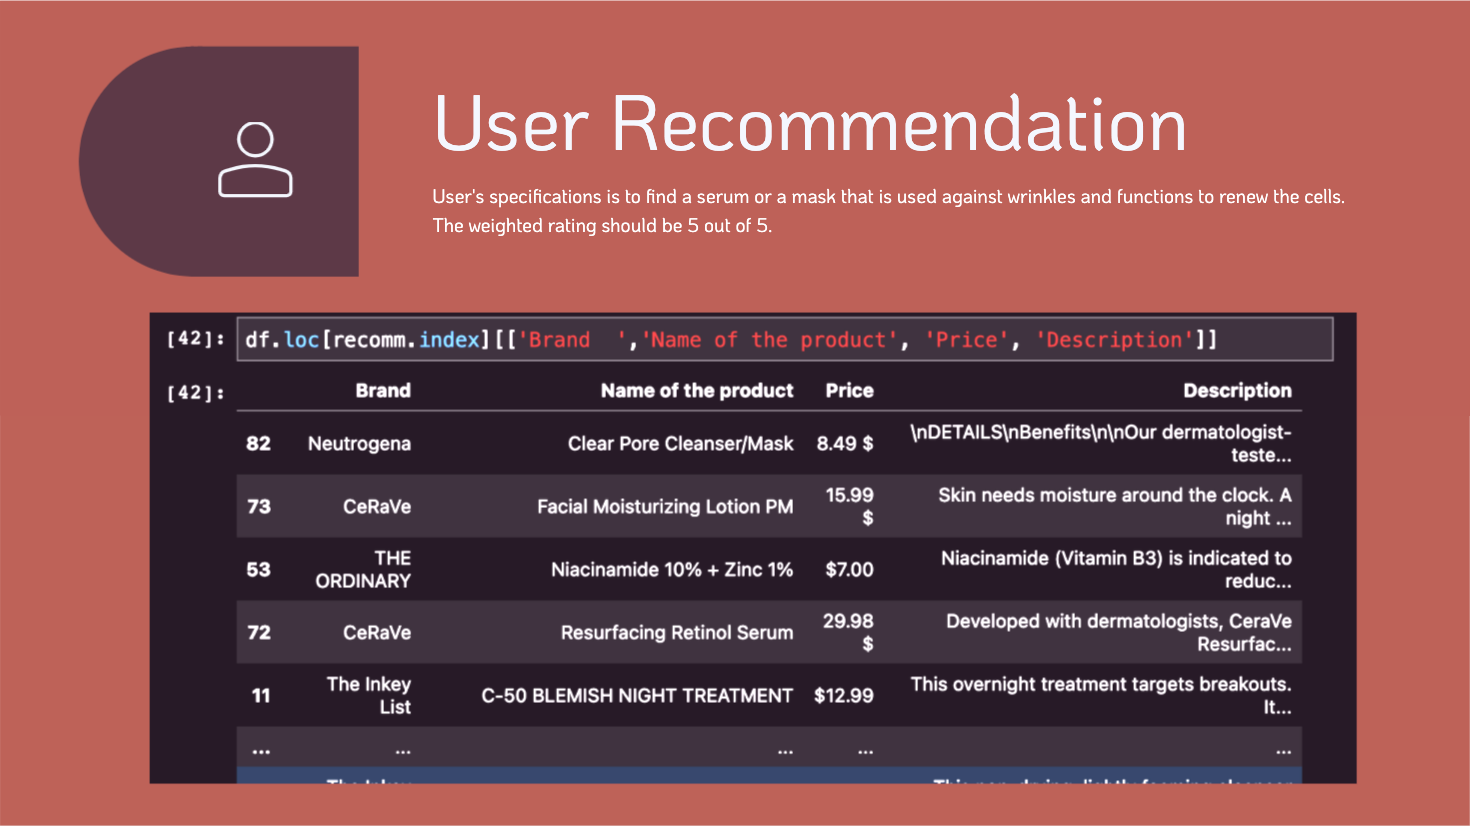 User Recommendation
User's specifications is to find a serum or a mask that is used against wrinkles and functions to renew the cells.
The weighted rating should be 5 out of 5.
[42]: df.loc[recomm.index][['Brand  ','Name of the product', 'Price', 'Description']]
[42]: Brand Name of the product Price Description
82 Neutrogena Clear Pore Cleanser/Mask 8.49 $ \nDETAILS\nBenefits\n\nOur dermatologist-
teste...
73 CeRaVe Facial Moisturizing Lotion PM 15.99
$ Skin needs moisture around the clock. A
night ...
53 THE
ORDINARY Niacinamide 10% + Zinc 1% $7.00 Niacinamide (Vitamin B3) is indicated to
reduc...
72 CeRaVe Resurfacing Retinol Serum 29.98
$ Developed with dermatologists, CeraVe
Resurfac...
11 The Inkey
List C-50 BLEMISH NIGHT TREATMENT $12.99 This overnight treatment targets breakouts.
It...
... ... ... ... ...